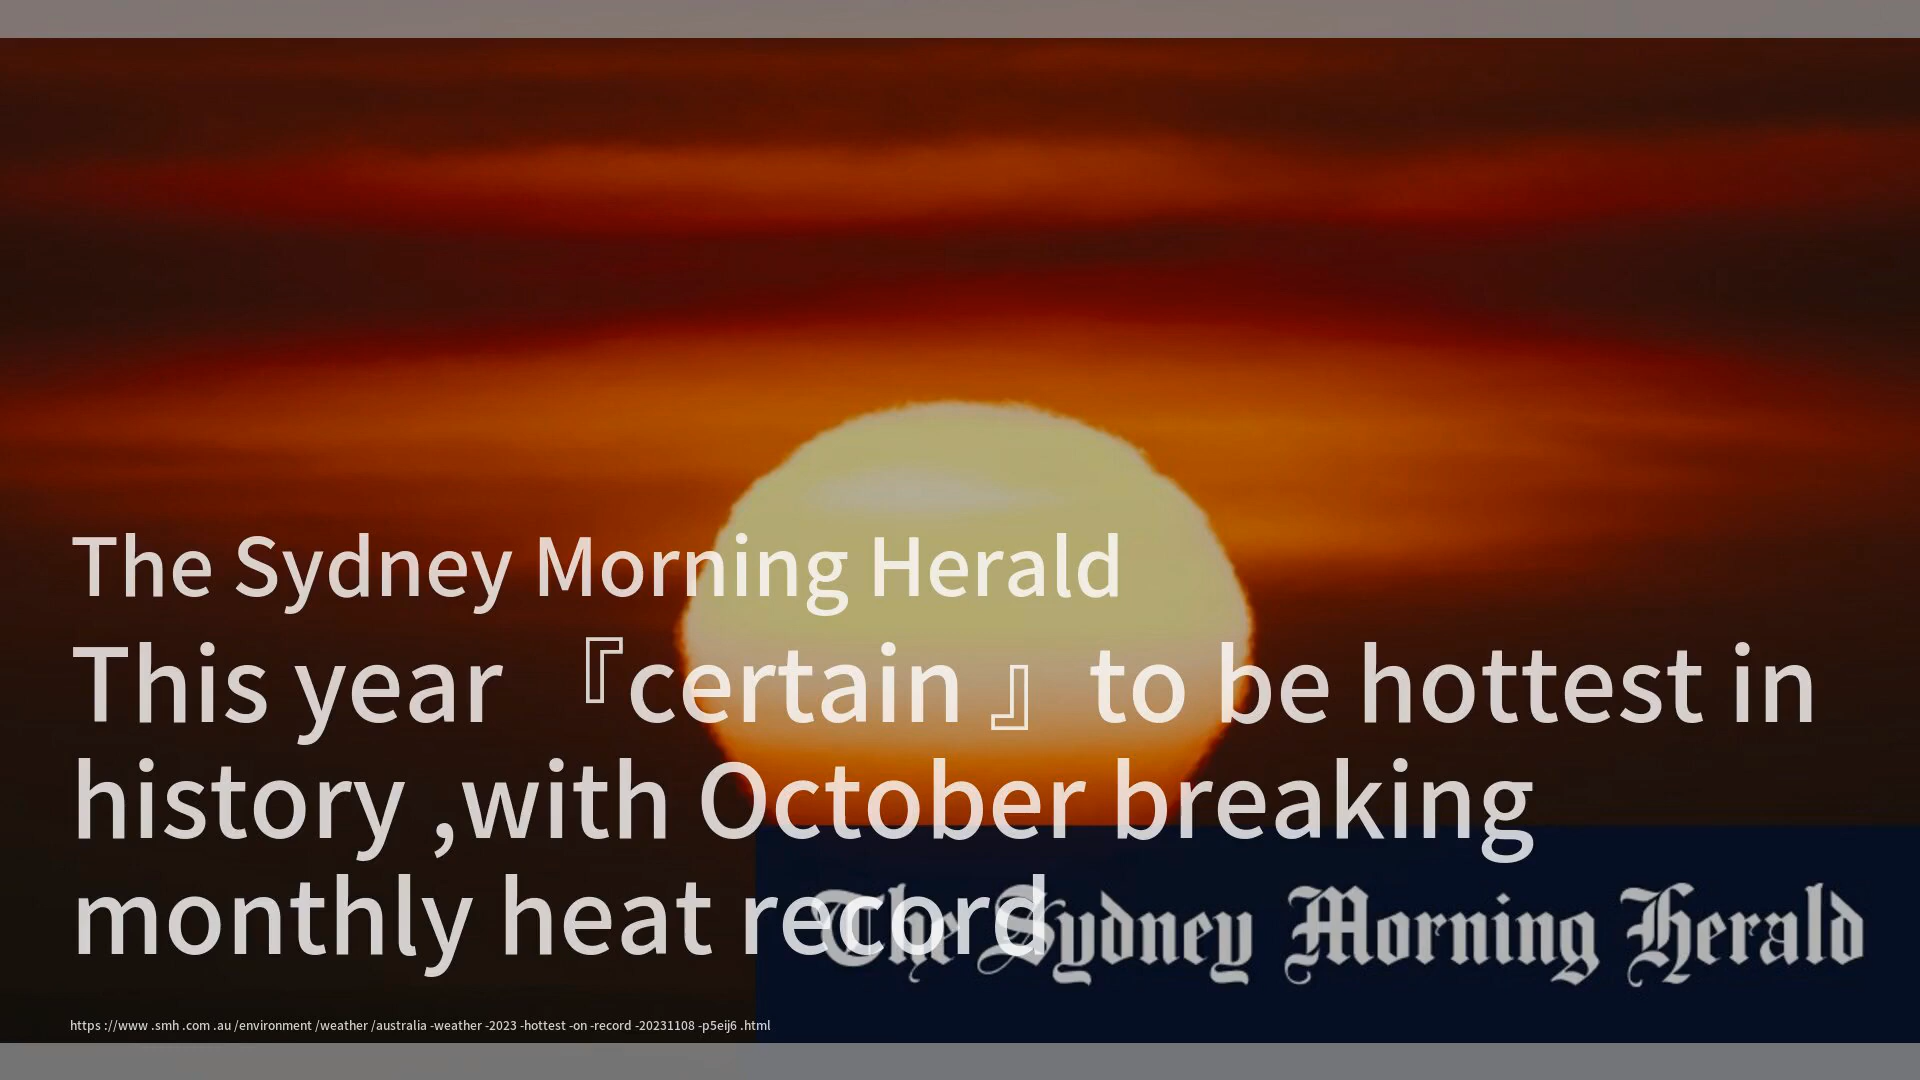 The Sydney Morning Herald
This year 『certain 』 to be hottest in
history ,with October breaking
monthly heat record
The Sydney Morning Herald
https ://www .smh .com .au /environment /weather /australia -weather -2023 -hottest -on -record -20231108 -p5eij6 .html